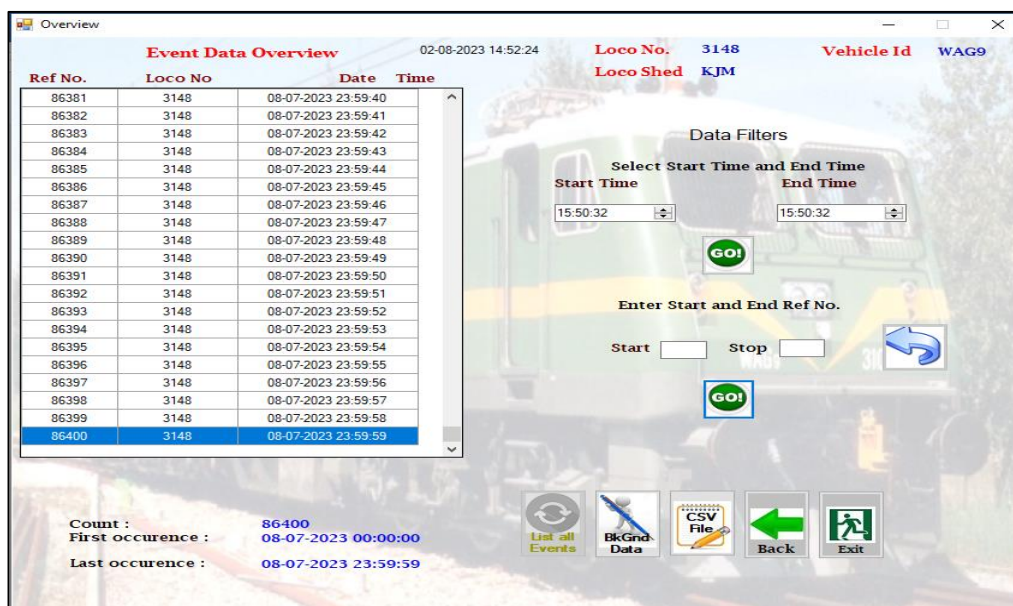 Overview
Event Data Overview 02-08-2023 14:52:24 Loco No. 3148 Vehicle Id WAG9
Loco Shed KJM
Ref No. Loco No Date Time
86381 3148 08-07-2023 23:59:40
86382 3148 08-07-2023 23:59:41
86383 3148 08-07-2023 23:59:42
86384 3148 08-07-2023 23:59:43
86385 3148 08-07-2023 23:59:44
86386 3148 08-07-2023 23:59:45
86387 3148 08-07-2023 23:59:46
86388 3148 08-07-2023 23:59:47
86389 3148 08-07-2023 23:59:48
86390 3148 08-07-2023 23:59:49
86391 3148 08-07-2023 23:59:50
86392 3148 08-07-2023 23:59:51
86393 3148 08-07-2023 23:59:52
86394 3148 08-07-2023 23:59:53
86395 3148 08-07-2023 23:59:54
86396 3148 08-07-2023 23:59:55
86397 3148 08-07-2023 23:59:56
86398 3148 08-07-2023 23:59:57
86399 3148 08-07-2023 23:59:58
86400 3148 08-07-2023 23:59:59
Data Filters
Select Start Time and End Time
Start Time End Time
15:50:32 15:50:32
GO!
Enter Start and End Ref No.
Start Stop
WAG9
GO!
Count : 86400
First occurence : 08-07-2023 00:00:00
Last occurence : 08-07-2023 23:59:59
List all
Events
BkGnd
Data
CSV
File
Back
Exit